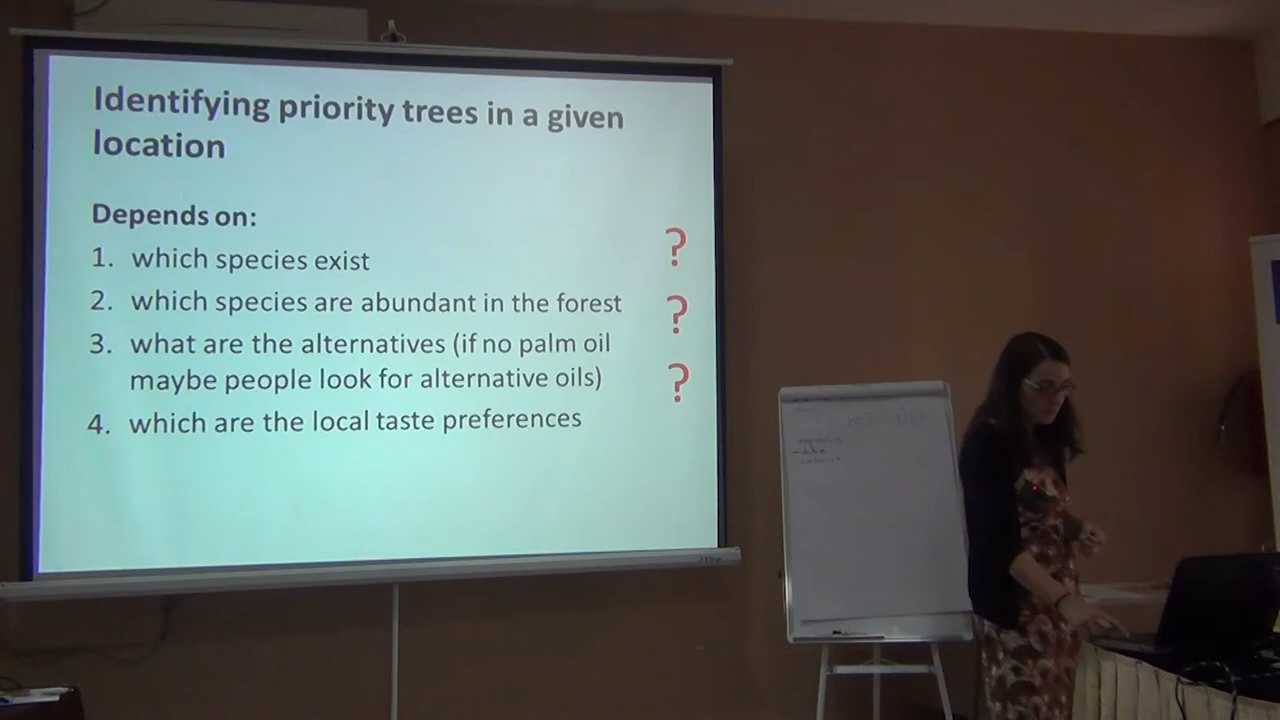 Identifying priority trees in a given
location
Depends on:
1. which species exist
?
2. which species are abundant in the forest
?
3. what are the alternatives (if no palm oil
maybe people look for alternative oils)
?
4. which are the local taste preferences